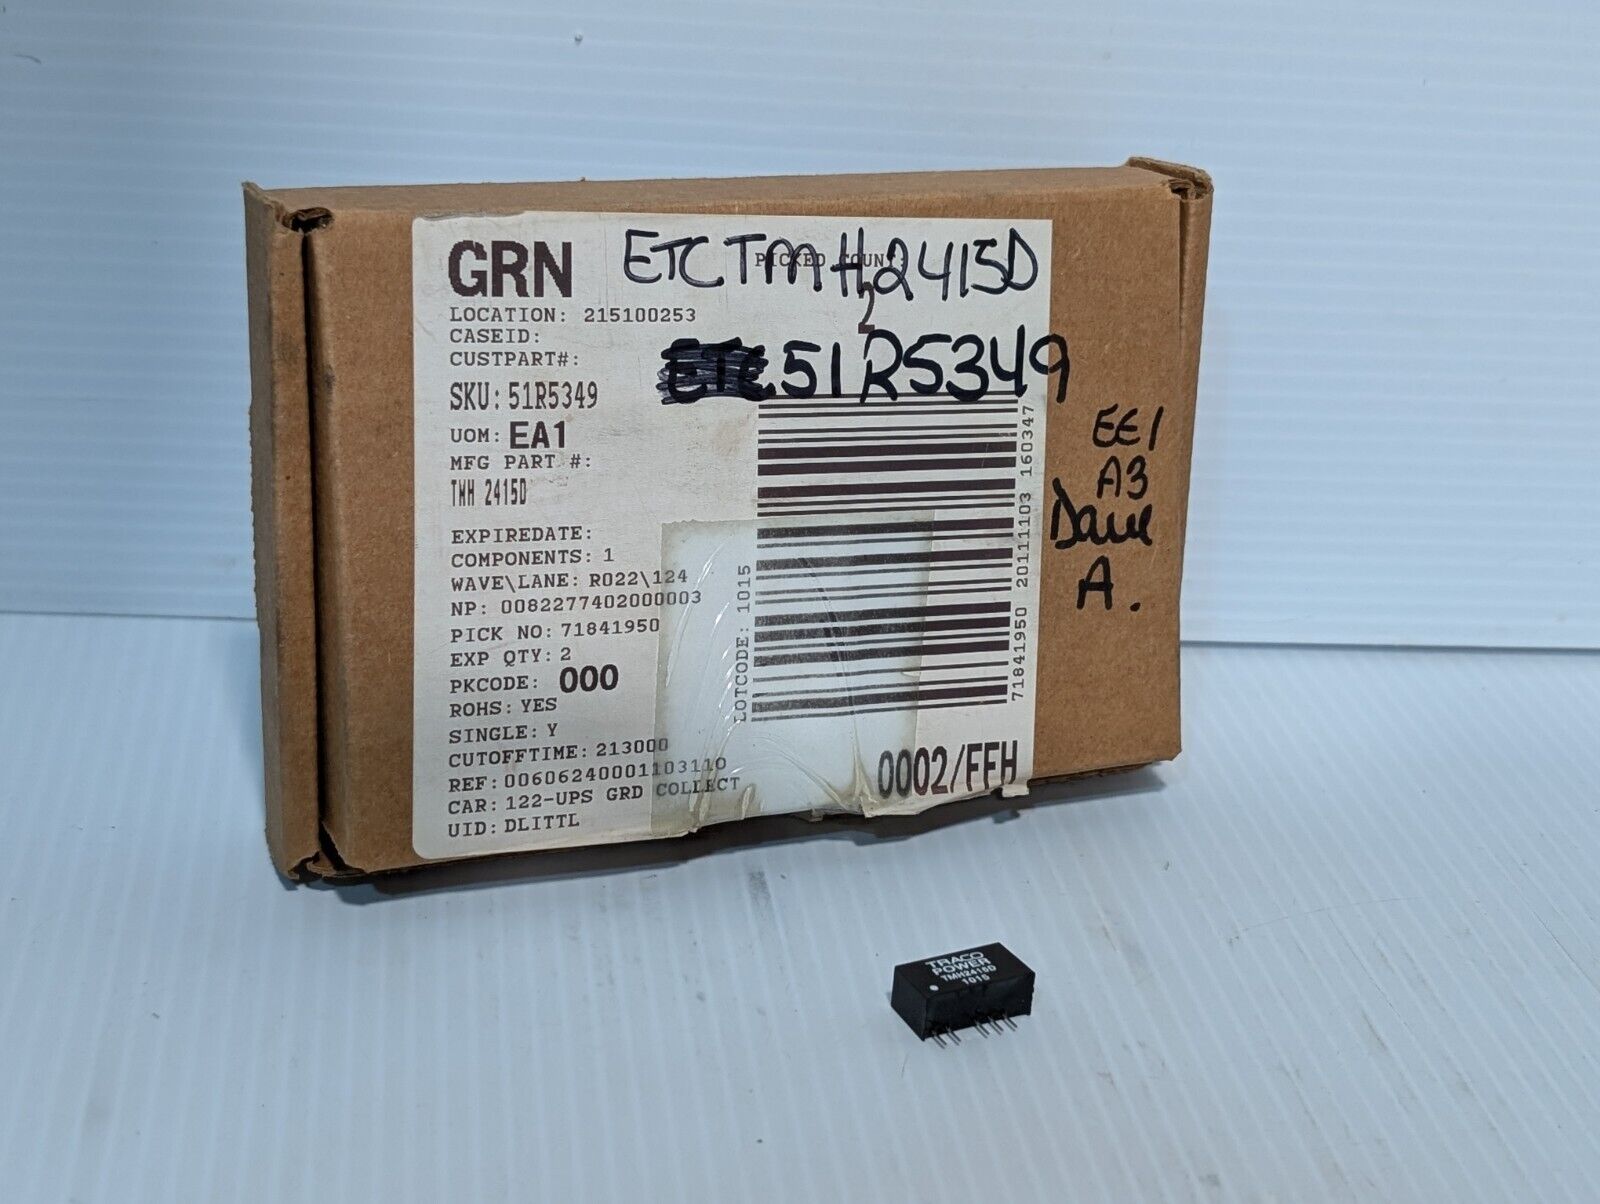 GRN
ETC TMH 2415D
PICKED COUNT:
2
LOCATION: 215100253
CASEID:
CUSTPART#:
ETC 51R5349
SKU: 51R5349
UOM: EA1
MFG PART #:
TMH 2415D
EXPIREDATE:
COMPONENTS: 1
WAVE\LANE: R022\124
NP: 0082277402000003
PICK NO: 71841950
EXP QTY: 2
PKCODE: 000
ROHS: YES
SINGLE: Y
CUTOFFTIME: 213000
REF: 00606240001103110
CAR: 122-UPS GRD COLLECT
UID: DLITTL
LOTCODE: 1015
71841950 20111103 160347
0002/FFH
EE1
A3
Dave
A.
TRACO
POWER
TMH2415D
1015